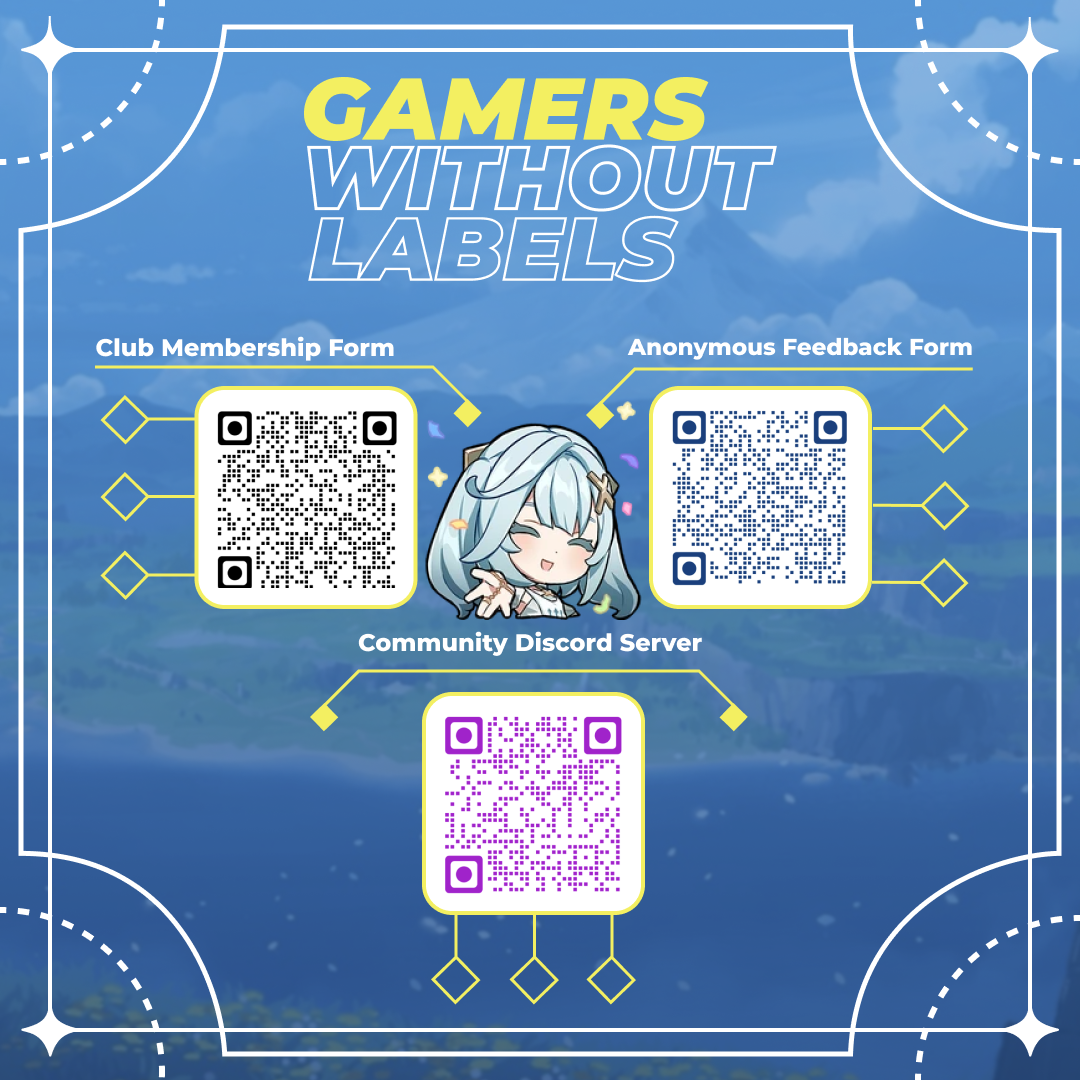 GAMERS
WITHOUT
LABELS
Club Membership Form
Anonymous Feedback Form
Community Discord Server